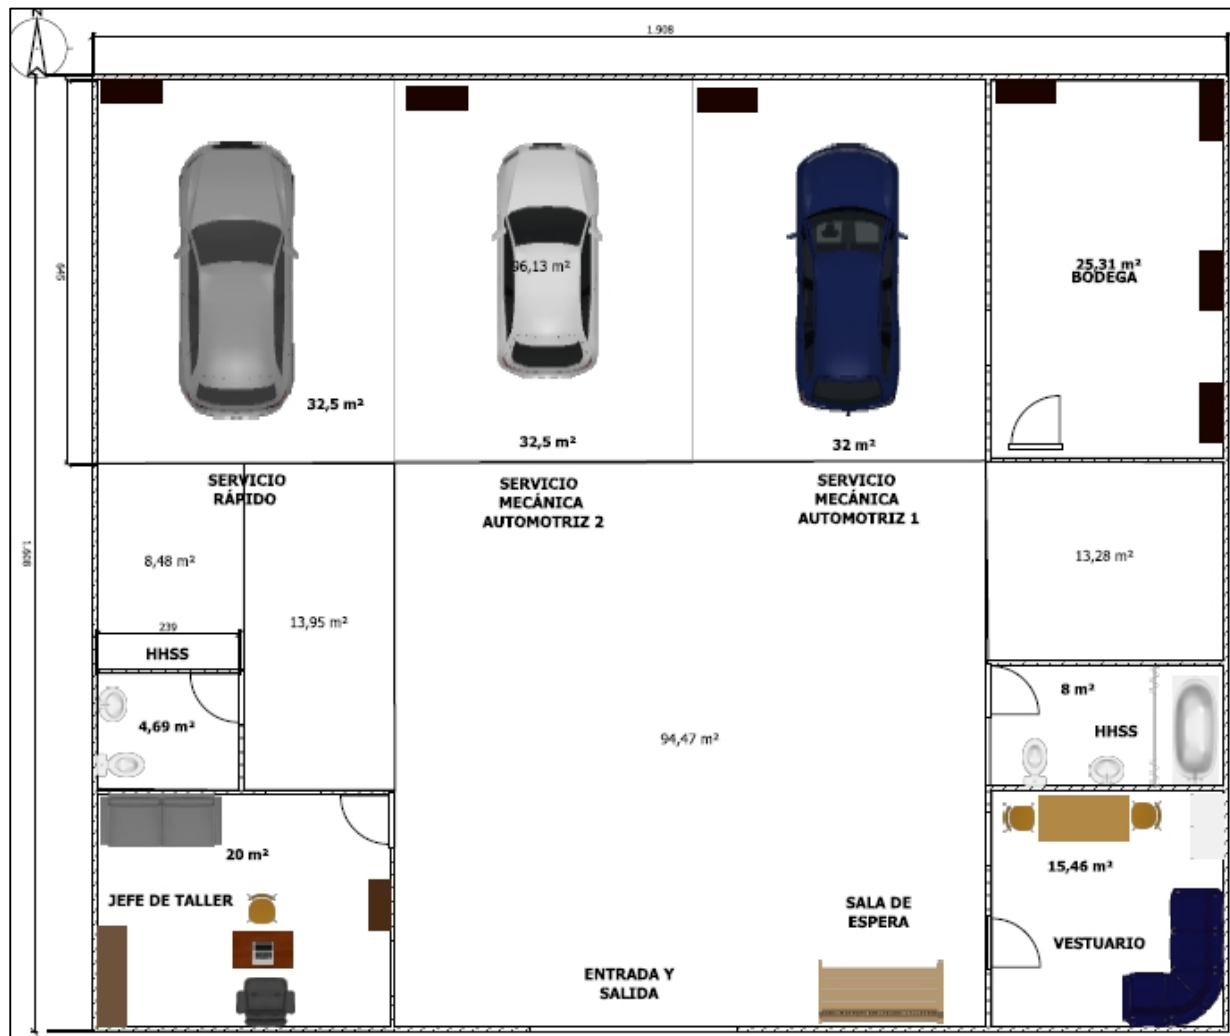 N
1.908
645
96,13 m²
25,31 m²
BODEGA
32,5 m²
32,5 m²
32 m²
SERVICIO
RÁPIDO
SERVICIO
MECÁNICA
AUTOMOTRIZ 2
SERVICIO
MECÁNICA
AUTOMOTRIZ 1
1.608
8,48 m²
13,95 m²
13,28 m²
239
HHSS
4,69 m²
94,47 m²
8 m²
HHSS
20 m²
JEFE DE TALLER
15,46 m²
SALA DE
ESPERA
VESTUARIO
ENTRADA Y
SALIDA